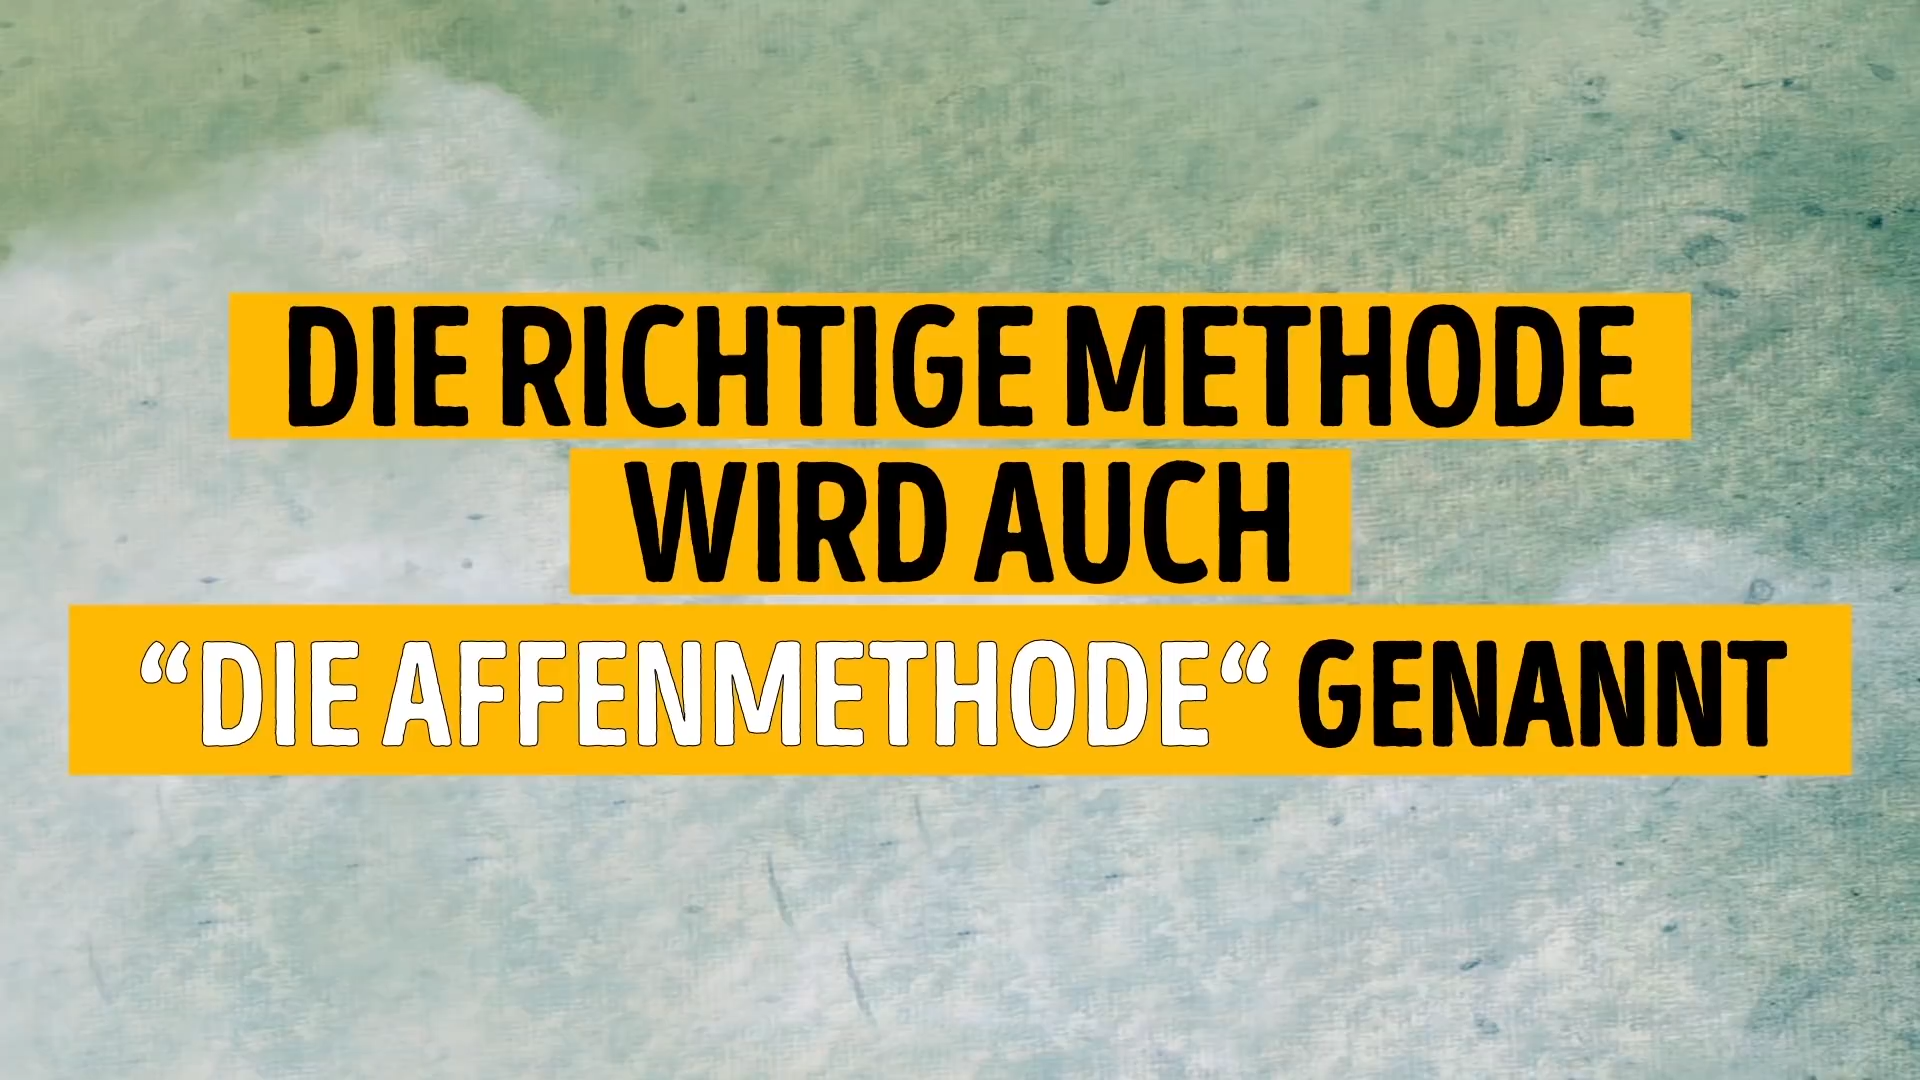 DIE RICHTIGE METHODE
WIRD AUCH
“DIE AFFENMETHODE“ GENANNT